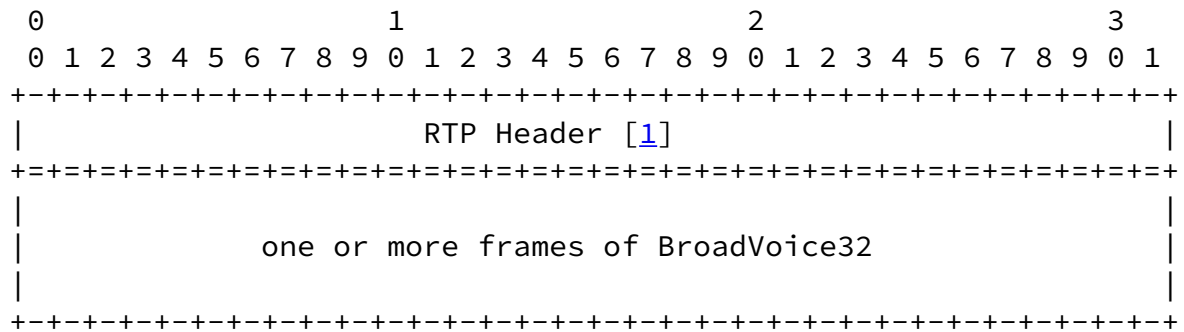 0                   1                   2                   3
 0 1 2 3 4 5 6 7 8 9 0 1 2 3 4 5 6 7 8 9 0 1 2 3 4 5 6 7 8 9 0 1
+-+-+-+-+-+-+-+-+-+-+-+-+-+-+-+-+-+-+-+-+-+-+-+-+-+-+-+-+-+-+-+-+
|                      RTP Header [1]                           |
+=+=+=+=+=+=+=+=+=+=+=+=+=+=+=+=+=+=+=+=+=+=+=+=+=+=+=+=+=+=+=+=+
|                                                               |
|             one or more frames of BroadVoice32                |
|                                                               |
+-+-+-+-+-+-+-+-+-+-+-+-+-+-+-+-+-+-+-+-+-+-+-+-+-+-+-+-+-+-+-+-+